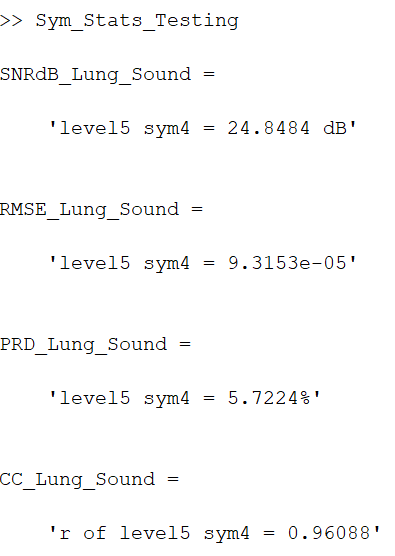 >> Sym_Stats_Testing
SNRdB_Lung_Sound =
'level5 sym4 = 24.8484 dB'
RMSE_Lung_Sound =
'level5 sym4 = 9.3153e-05'
PRD_Lung_Sound =
'level5 sym4 = 5.7224%'
CC_Lung_Sound =
'r of level5 sym4 = 0.96088'